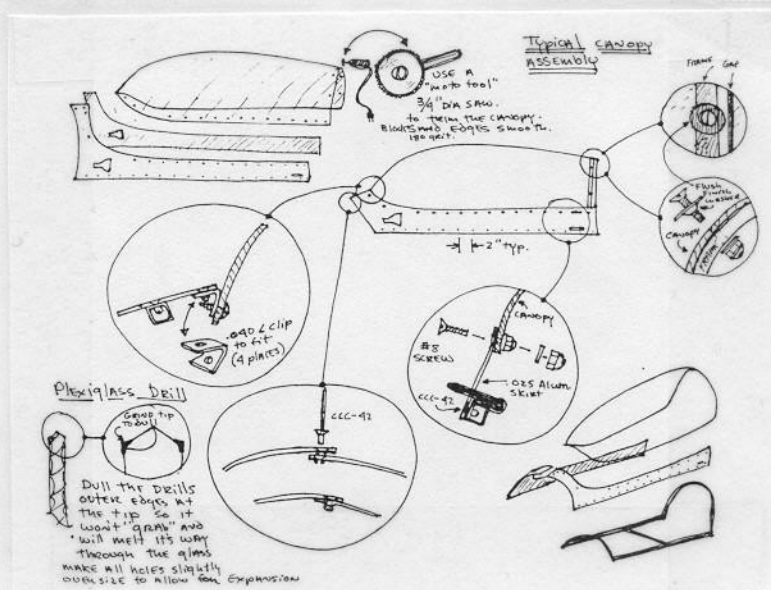 Typical CANOPY
ASSEMBLY
USE A
"moto tool"
3/4" DIA SAW.
to trim the CANOPY.
AND EDGES SMOOTH.
180 grit.
FRAME
GAP
Flush
Finish
WASHER
CANOPY
FRAME
2" typ.
.040 L clip
to fit
(4 places)
CANOPY
#8
SCREW
.025 Alum
SKIRT
CCC-42
CCC-42
Plexiglass Drill
GRIND tip
TO DULL
DULL THE DRILLS
OUTER EDGES AT
THE TIP SO IT
WON'T "GRAB" AND
WILL MELT IT'S WAY
through the glass
MAKE ALL HOLES slightly
OVERSIZE to Allow FOR EXPANSION